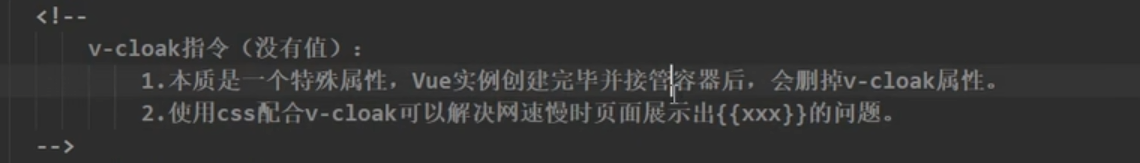 <!--
v-cloak指令（没有值）：
1.本质是一个特殊属性，Vue实例创建完毕并接管容器后，会删掉v-cloak属性。
2.使用css配合v-cloak可以解决网速慢时页面展示出{{xxx}}的问题。
-->